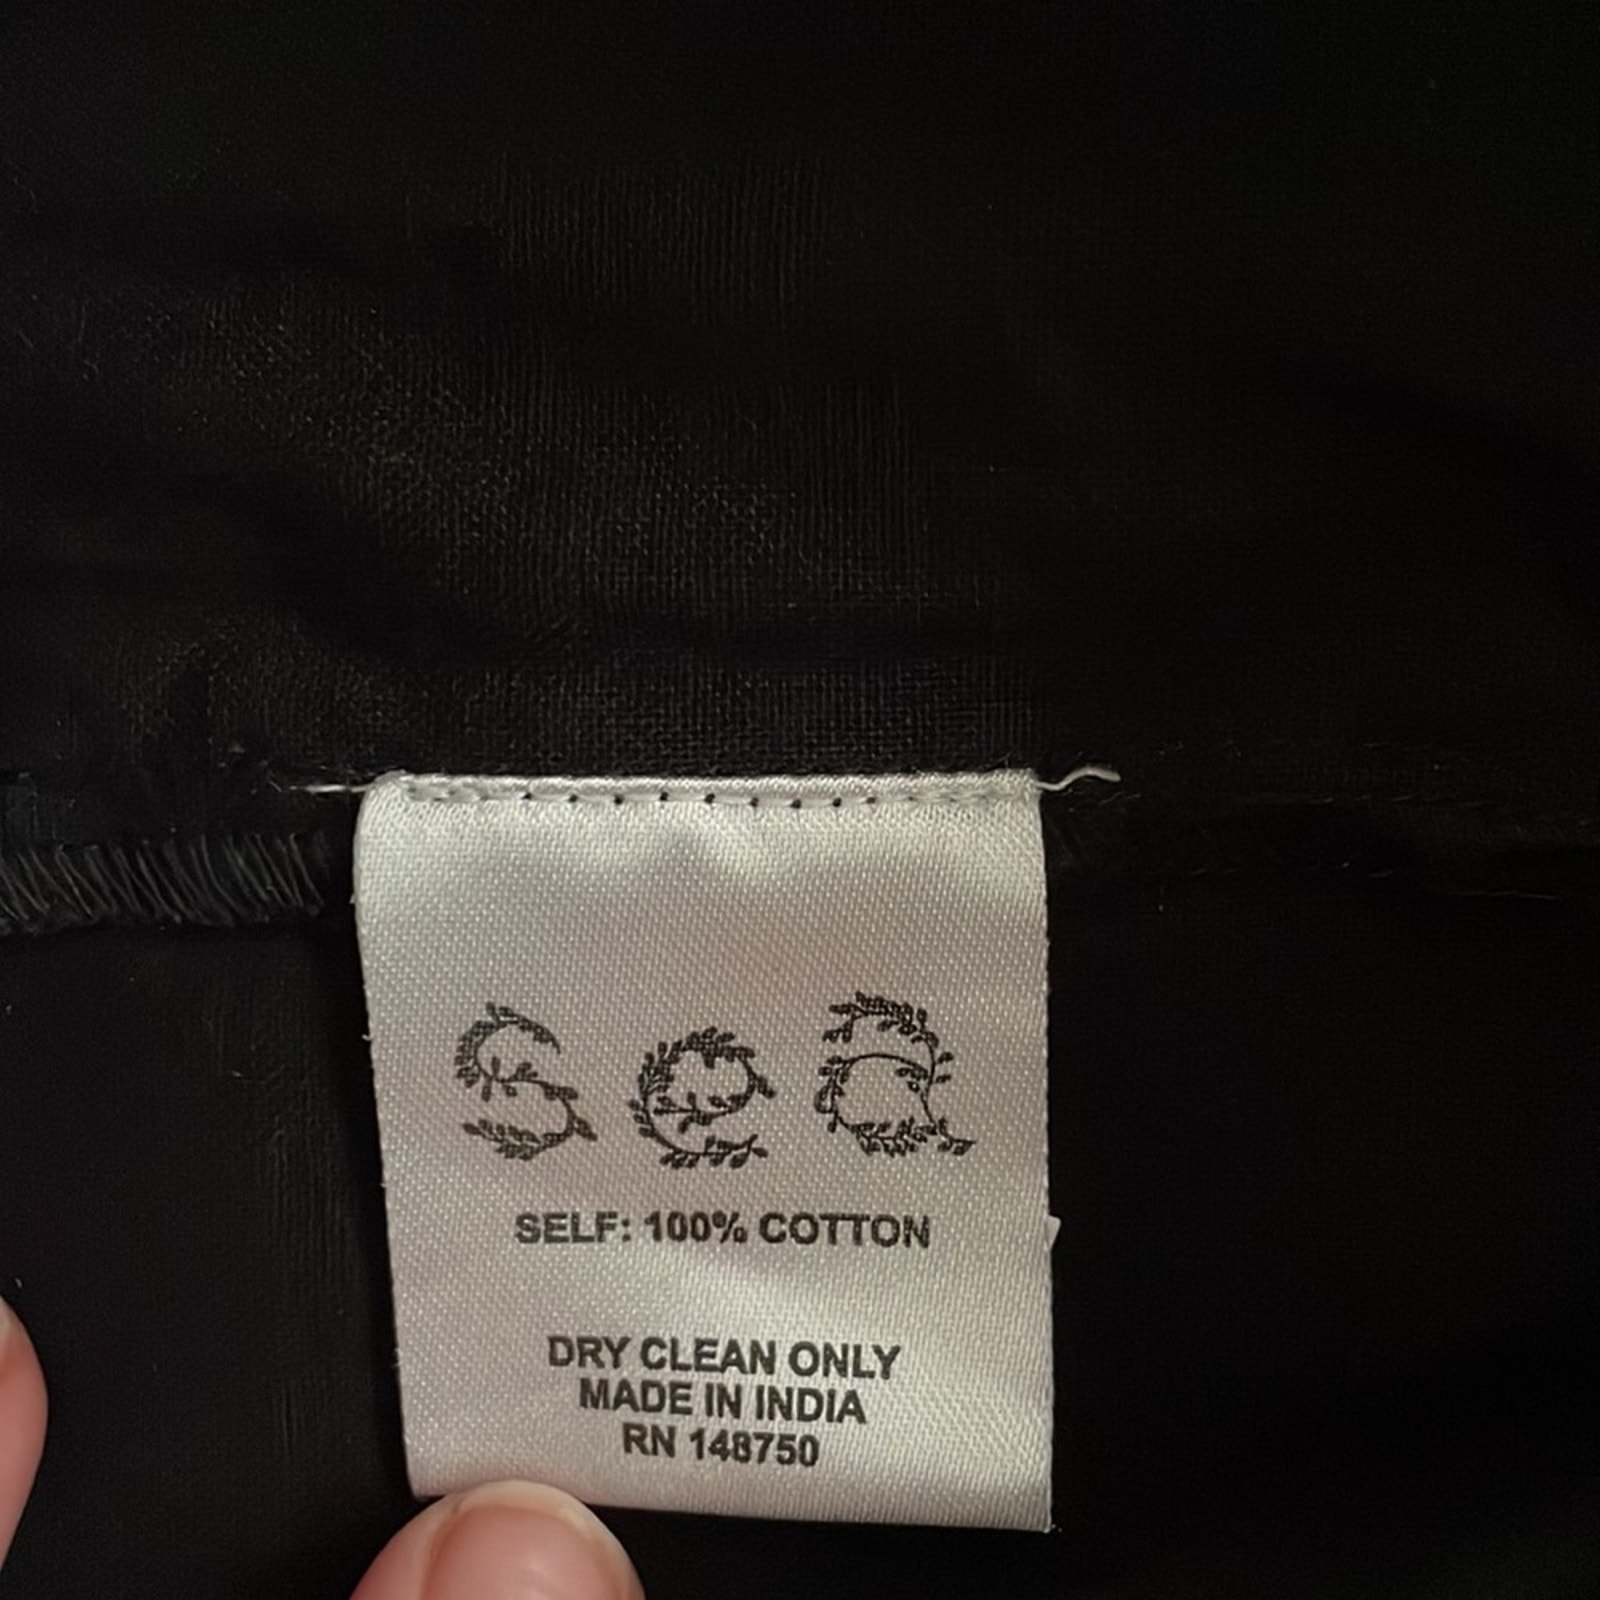 Sea
SELF: 100% COTTON
DRY CLEAN ONLY
MADE IN INDIA
RN 148750